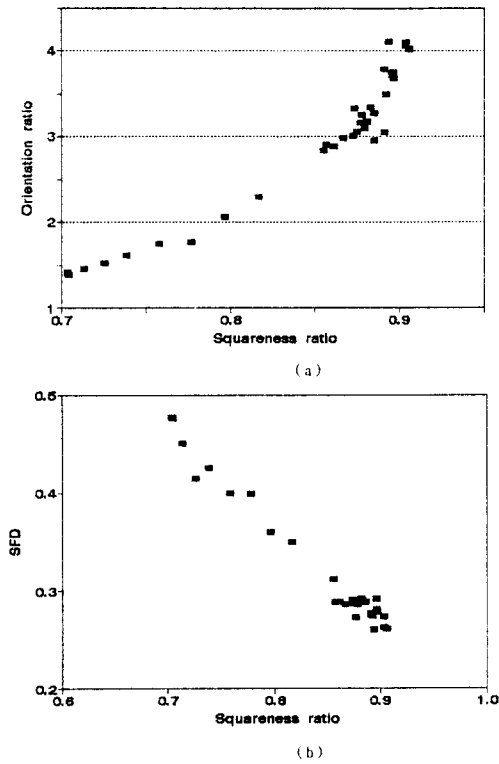 4
3
2
1
Orientation ratio
0.7 0.8 0.9
Squareness ratio
(a)
0.5
0.4
0.3
0.2
SFD
0.6 0.7 0.8 0.9 1.0
Squareness ratio
(b)